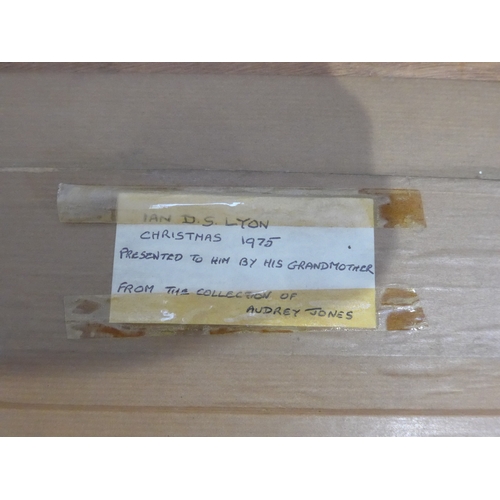 IAN D.S. LYON
CHRISTMAS 1975
PRESENTED TO HIM BY HIS GRANDMOTHER
FROM THE COLLECTION OF
AUDREY JONES